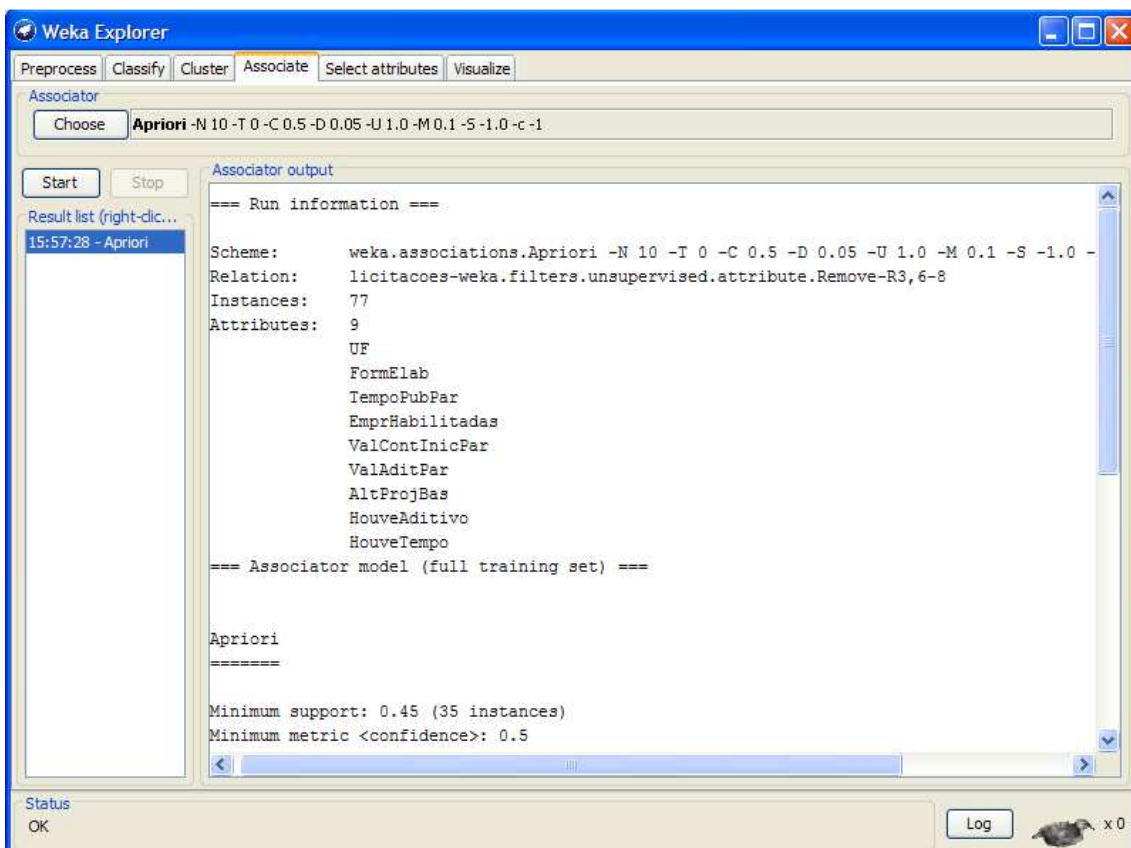 Weka Explorer
Preprocess Classify Cluster Associate Select attributes Visualize
Associator
Choose Apriori -N 10 -T 0 -C 0.5 -D 0.05 -U 1.0 -M 0.1 -S -1.0 -c -1
Start Stop
Result list (right-clic...
15:57:28 - Apriori
Associator output
=== Run information ===
Scheme: weka.associations.Apriori -N 10 -T 0 -C 0.5 -D 0.05 -U 1.0 -M 0.1 -S -1.0 -
Relation: licitacoes-weka.filters.unsupervised.attribute.Remove-R3,6-8
Instances: 77
Attributes: 9
UF
FormElab
TempoPubPar
EmprHabilitadas
ValContInicPar
ValAditPar
AltProjBas
HouveAditivo
HouveTempo
=== Associator model (full training set) ===
Apriori
=======
Minimum support: 0.45 (35 instances)
Minimum metric <confidence>: 0.5
Status
OK
Log x 0